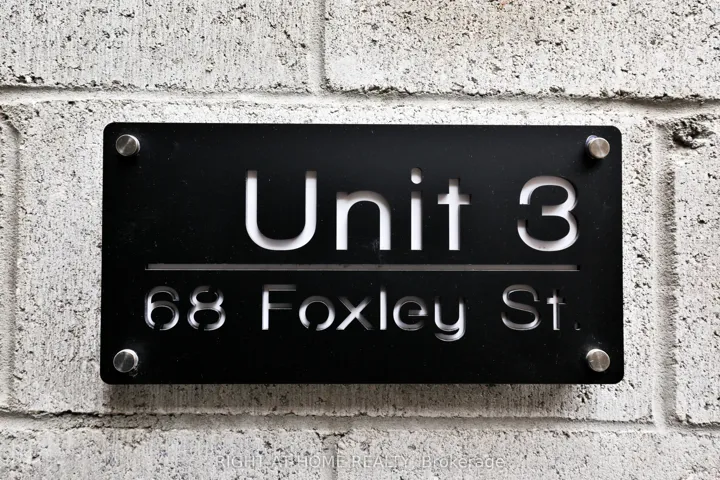 Unit 3
68 Foxley St.
RIGHT AT HOME REALTY, Brokerage